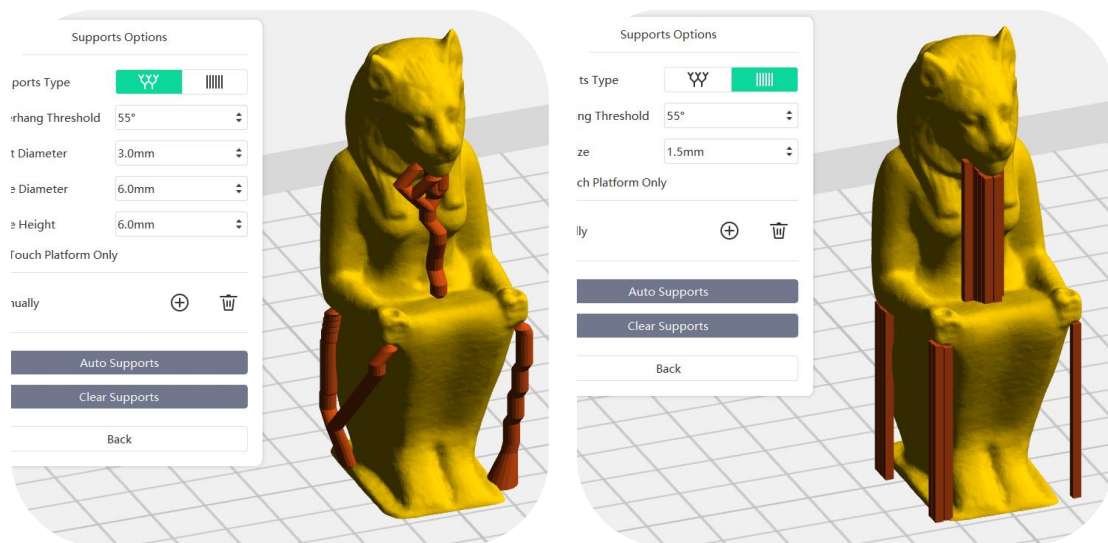 Supports Options
ports Type
rhang Threshold 55°
t Diameter 3.0mm
e Diameter 6.0mm
e Height 6.0mm
Touch Platform Only
nually
Auto Supports
Clear Supports
Back
Supports Options
ts Type
ng Threshold 55°
ze 1.5mm
ch Platform Only
lly
Auto Supports
Clear Supports
Back